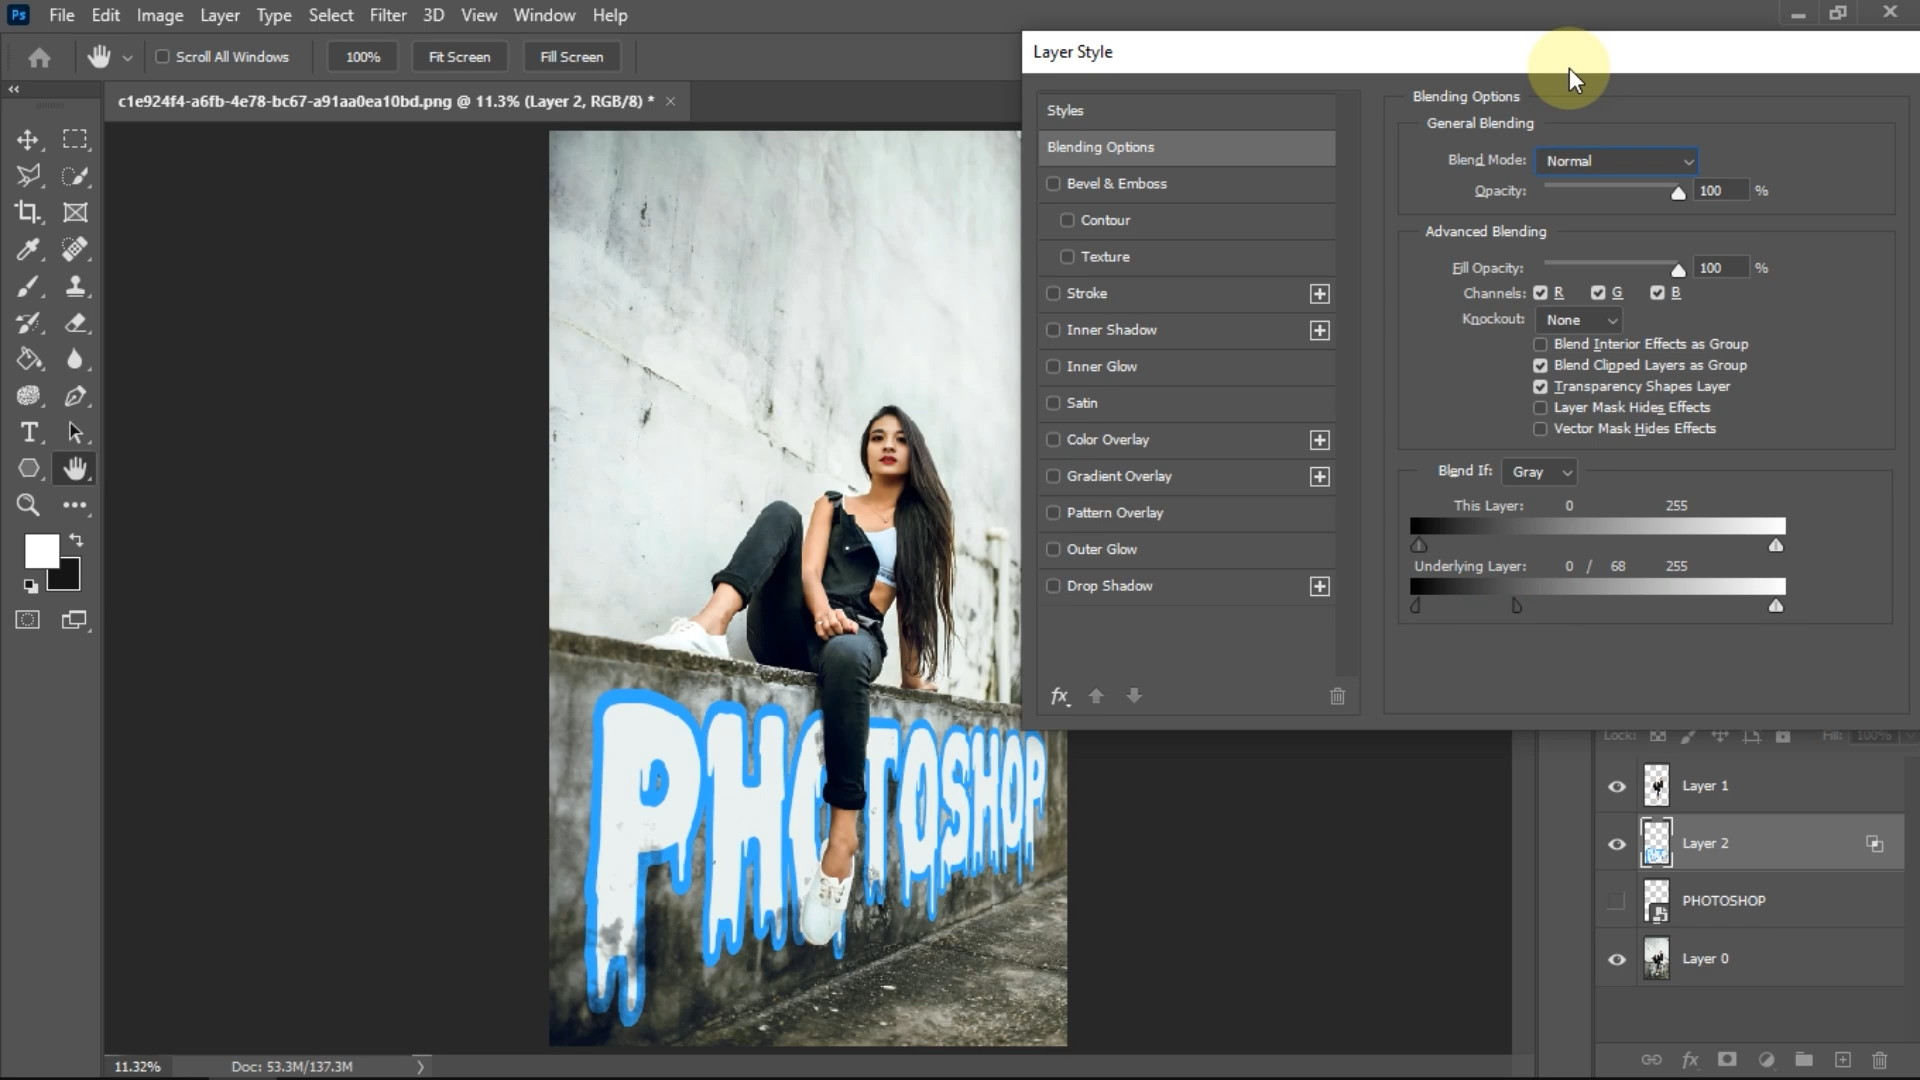 Ps File Edit Image Layer Type Select Filter 3D View Window Help
Scroll All Windows 100% Fit Screen Fill Screen
Layer Style
c1e924f4-a6fb-4e78-bc67-a91aa0ea10bd.png @ 11.3% (Layer 2, RGB/8) *
Styles
Blending Options
Bevel & Emboss
Contour
Texture
Stroke
Inner Shadow
Inner Glow
Satin
Color Overlay
Gradient Overlay
Pattern Overlay
Outer Glow
Drop Shadow
fx
Blending Options
General Blending
Blend Mode: Normal
Opacity: 100 %
Advanced Blending
Fill Opacity: 100 %
Channels: R G B
Knockout: None
Blend Interior Effects as Group
Blend Clipped Layers as Group
Transparency Shapes Layer
Layer Mask Hides Effects
Vector Mask Hides Effects
Blend If: Gray
This Layer: 0 255
Underlying Layer: 0 / 68 255
PHOTOSHOP
Lock: Fill: 100%
Layer 1
Layer 2
PHOTOSHOP
Layer 0
fx
11.32% Doc: 53.3M/137.3M